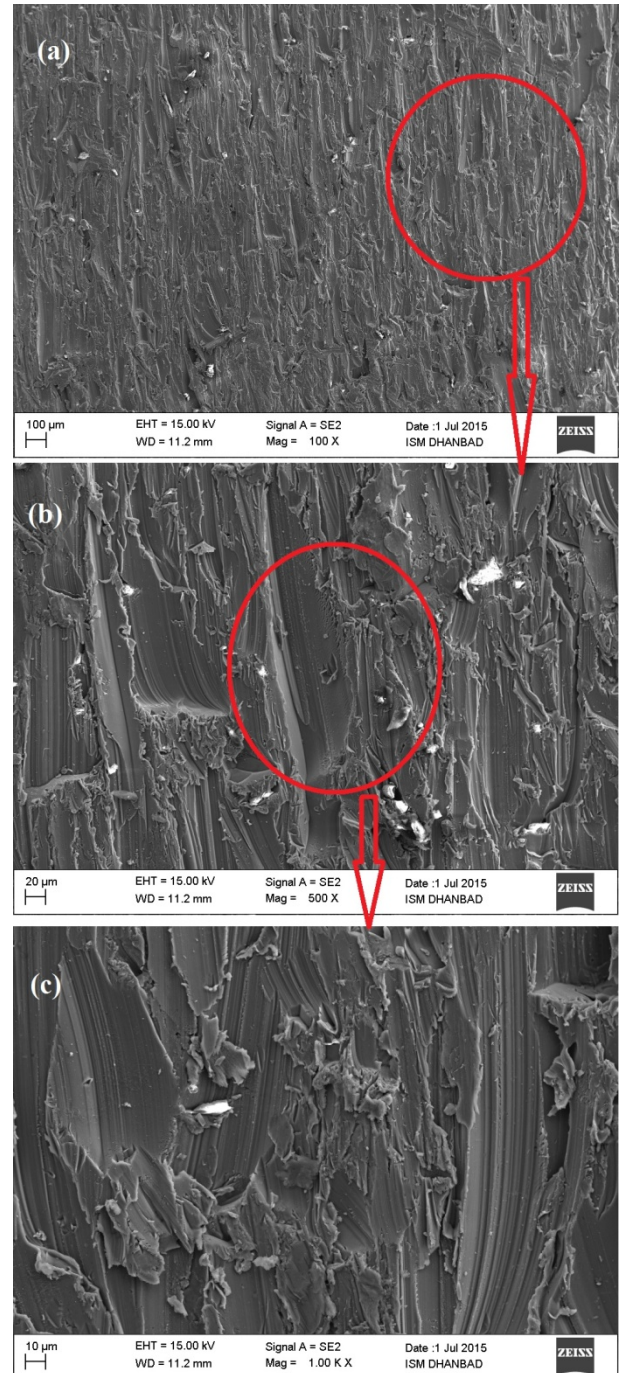 (a)
100 µm
EHT = 15.00 kV
WD = 11.2 mm
Signal A = SE2
Mag = 100 X
Date :1 Jul 2015
ISM DHANBAD
ZEISS
(b)
20 µm
EHT = 15.00 kV
WD = 11.2 mm
Signal A = SE2
Mag = 500 X
Date :1 Jul 2015
ISM DHANBAD
ZEISS
(c)
10 µm
EHT = 15.00 kV
WD = 11.2 mm
Signal A = SE2
Mag = 1.00 K X
Date :1 Jul 2015
ISM DHANBAD
ZEISS